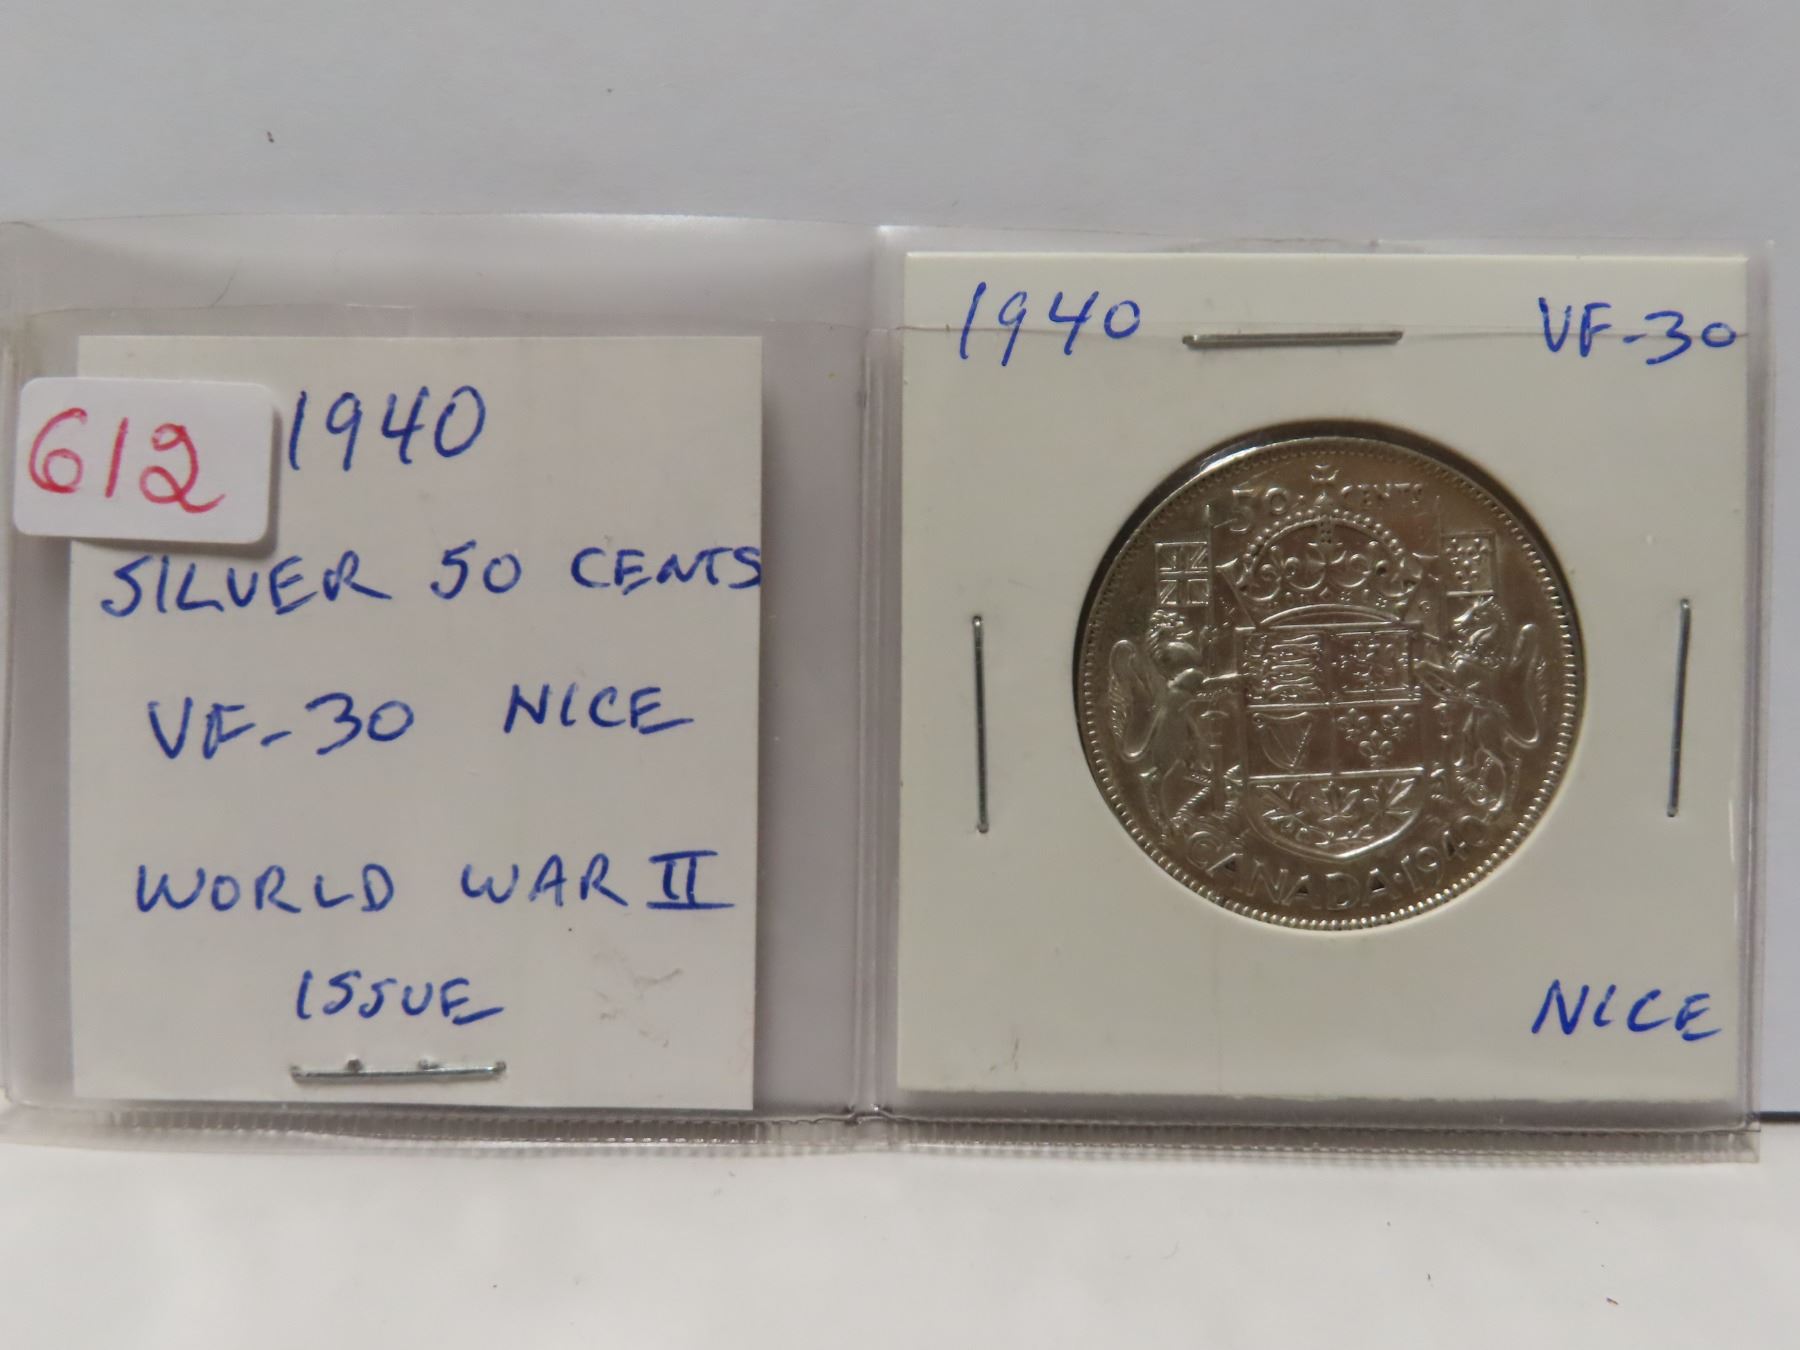 612
1940
SILVER 50 CENTS
VF-30 NICE
WORLD WAR II
ISSUE
1940 VF-30
50 CENTS
CANADA·1940
NICE